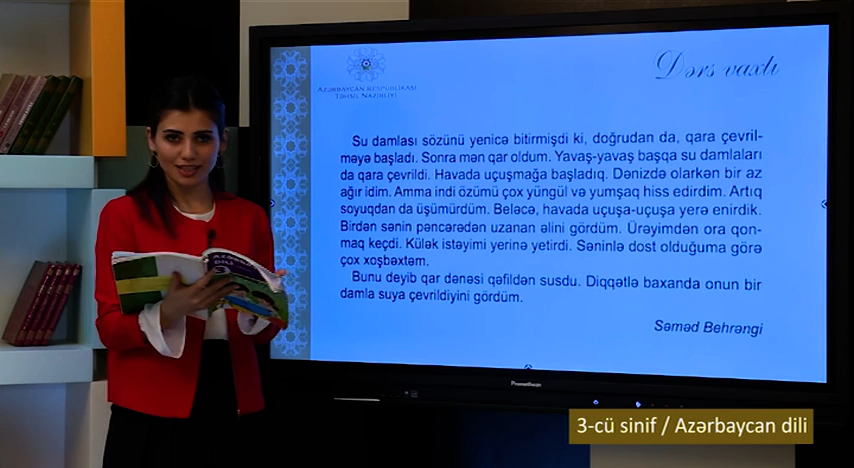 Dərs vaxtı
AZƏRBAYCAN RESPUBLİKASI
TƏHSİL NAZİRLİYİ
Su damlası sözünü yenicə bitirmişdi ki, doğrudan da, qara çevril-
məyə başladı. Sonra mən qar oldum. Yavaş-yavaş başqa su damlaları
da qara çevrildi. Havada uçuşmağa başladıq. Dənizdə olarkən bir az
ağır idim. Amma indi özümü çox yüngül və yumşaq hiss edirdim. Artıq
soyuqdan da üşümürdüm. Beləcə, havada uçuşa-uçuşa yerə enirdik.
Birdən sənin pəncərədən uzanan əlini gördüm. Ürəyimdən ora qon-
maq keçdi. Külək istəyimi yerinə yetirdi. Səninlə dost olduğuma görə
çox xoşbəxtəm.
Bunu deyib qar dənəsi qəfildən susdu. Diqqətlə baxanda onun bir
damla suya çevrildiyini gördüm.
Səməd Behrəngi
AZƏRBAYCAN
DİLİ
3
Promethean
3-cü sinif / Azərbaycan dili